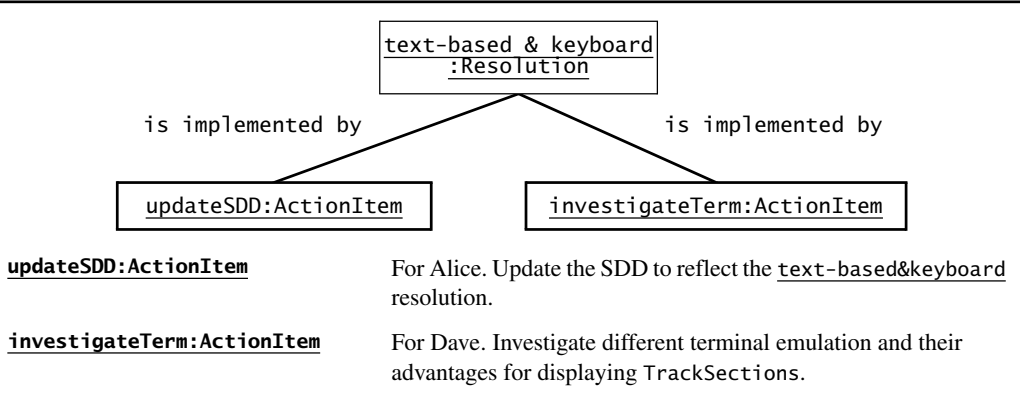 text-based & keyboard
:Resolution
is implemented by
is implemented by
updateSDD:ActionItem
investigateTerm:ActionItem
updateSDD:ActionItem
For Alice. Update the SDD to reflect the text-based&keyboard
resolution.
investigateTerm:ActionItem
For Dave. Investigate different terminal emulation and their
advantages for displaying TrackSections.